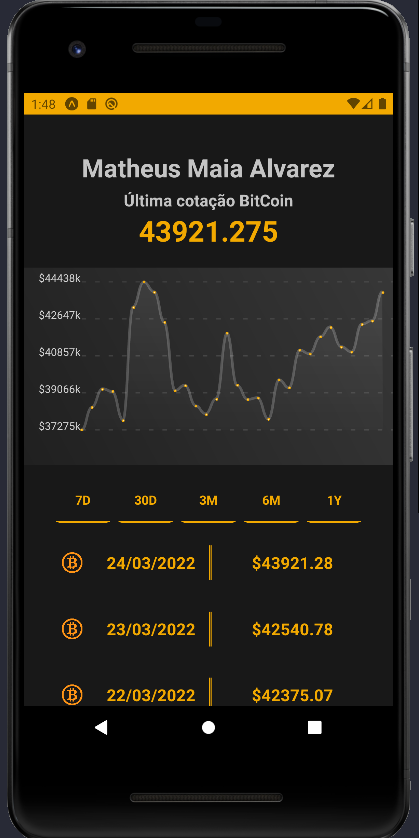 1:48
Matheus Maia Alvarez
Última cotação BitCoin
43921.275
$44438k
$42647k
$40857k
$39066k
$37275k
7D 30D 3M 6M 1Y
24/03/2022 $43921.28
23/03/2022 $42540.78
22/03/2022 $42375.07